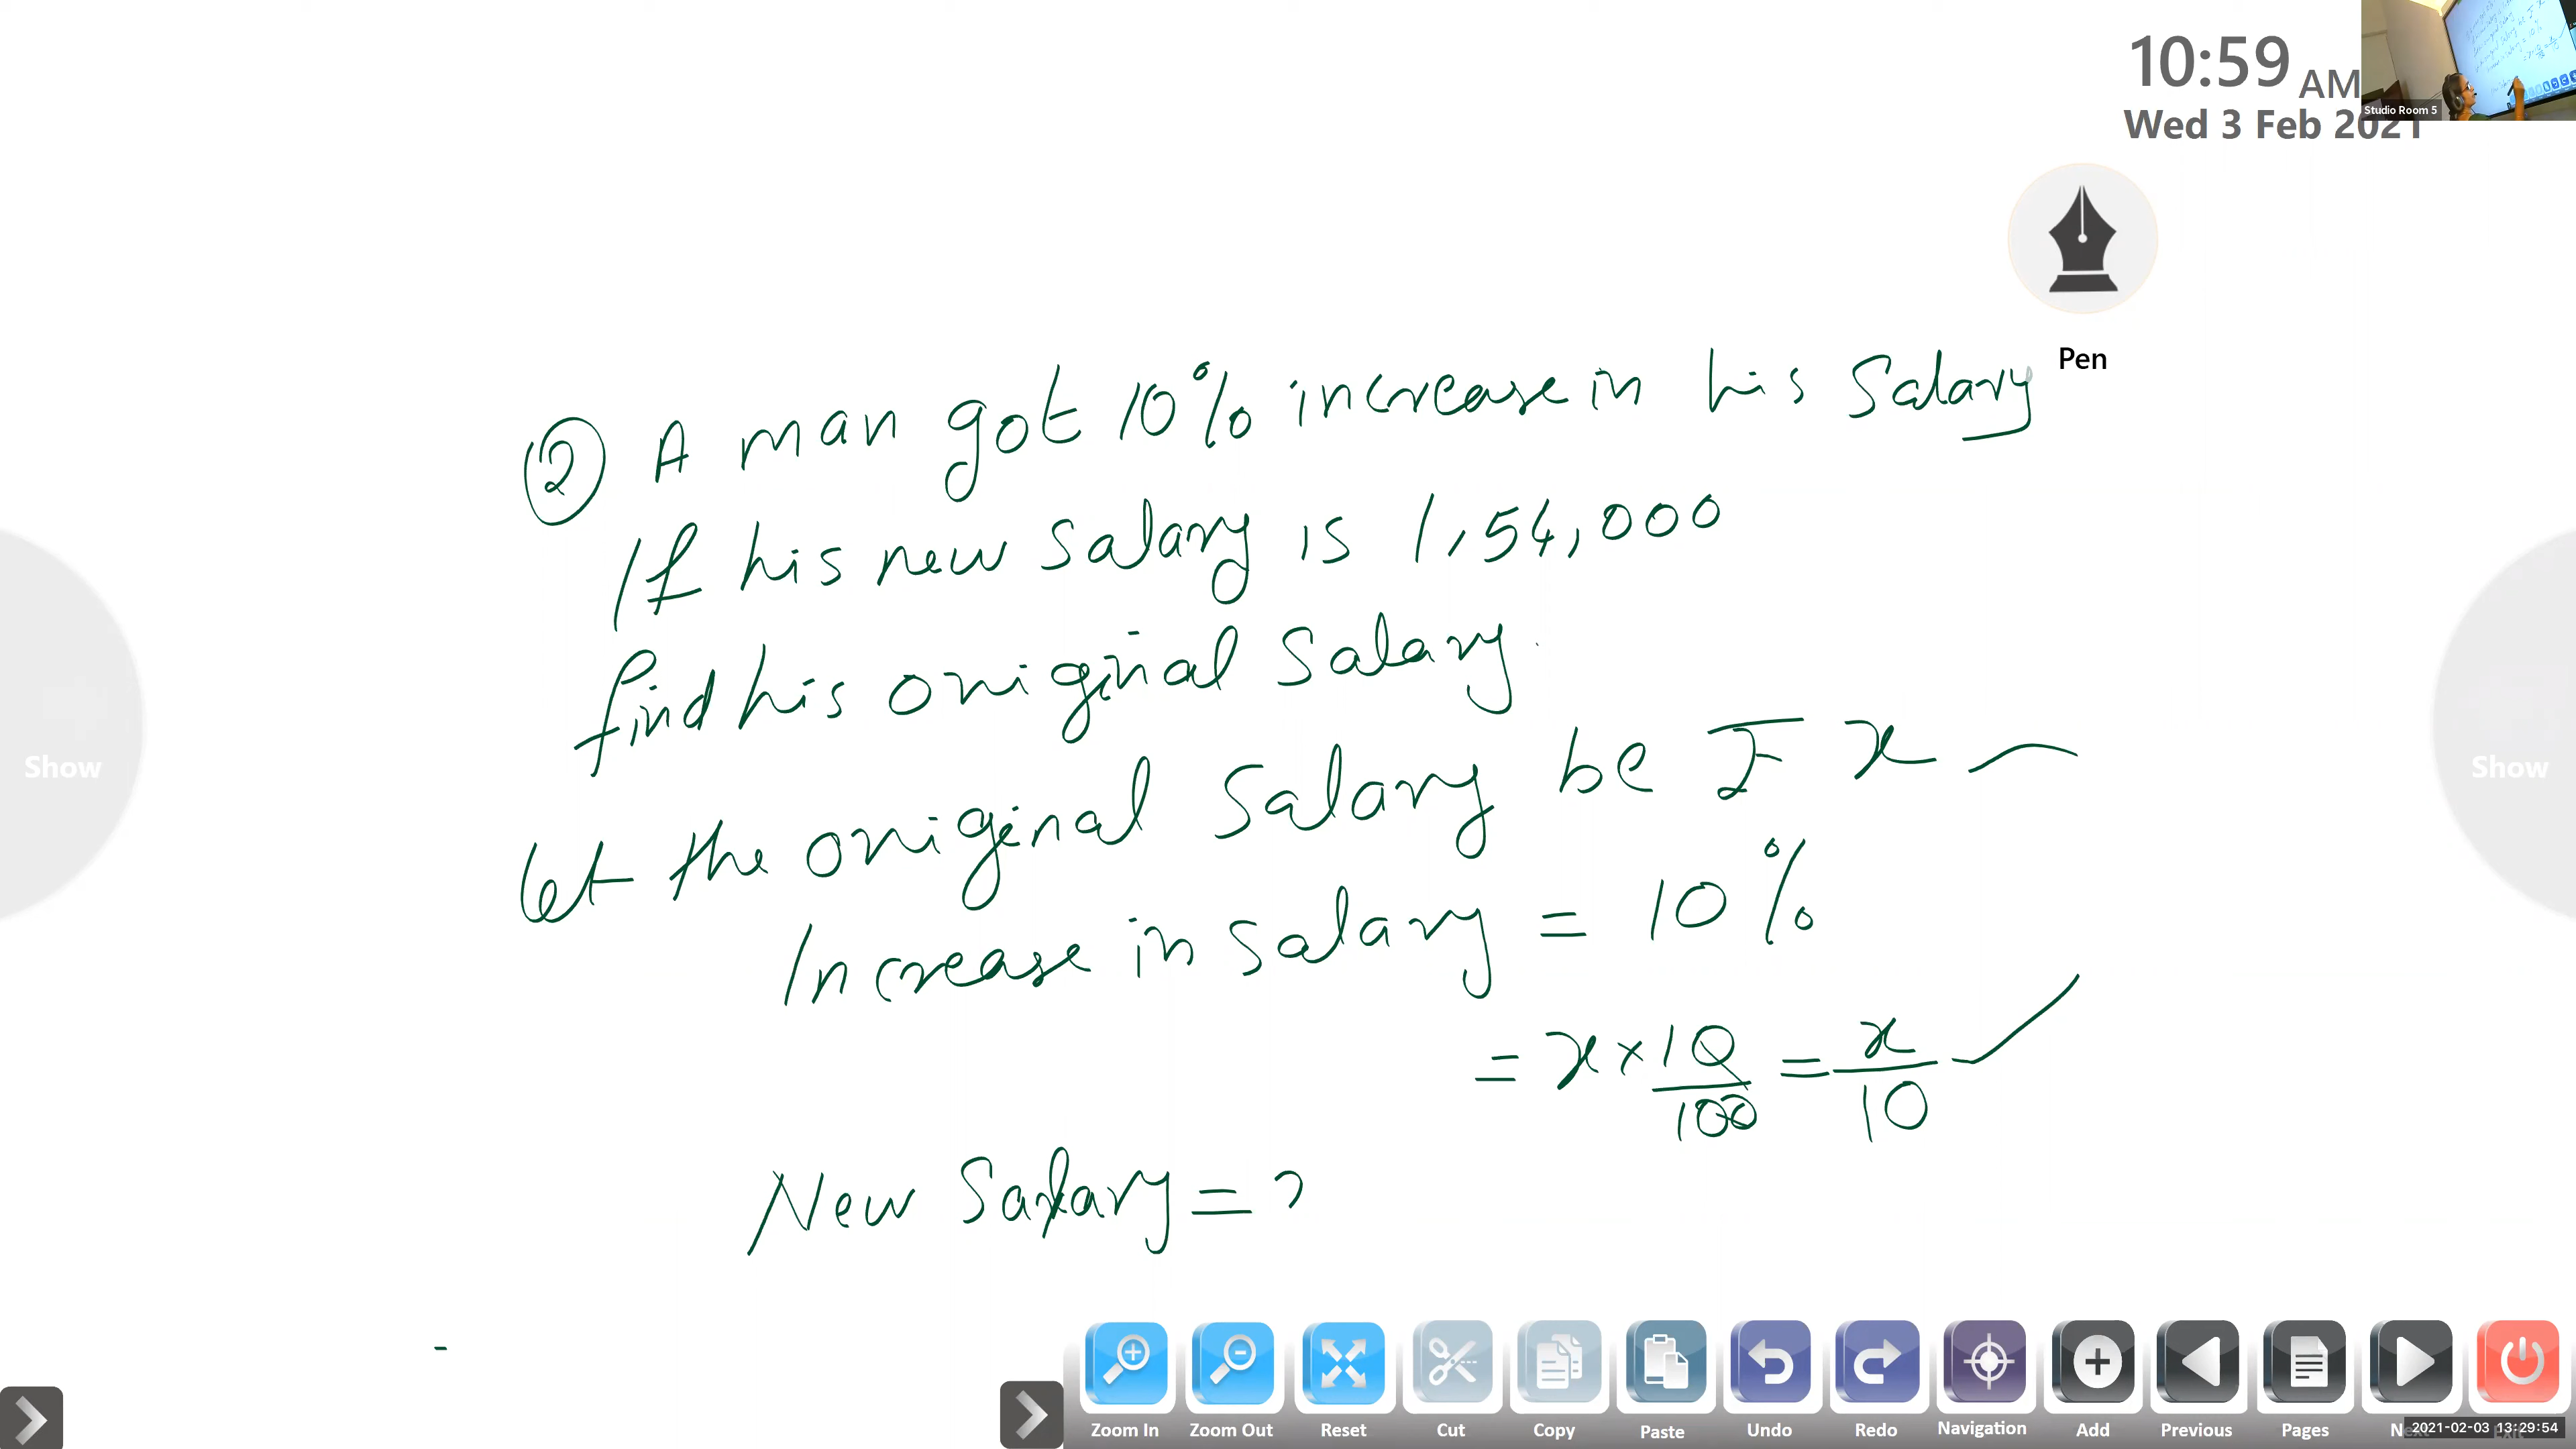 10:59 AM
Wed 3 Feb 2021
Studio Room 5
Pen
② A man got 10% increase in his Salary
If his new salary is 1,54,000
find his original salary.
let the original salary be ₹ x
Increase in salary = 10%
= x × 10/100 = x/10
New Salary =
Show
Show
Zoom In Zoom Out Reset Cut Copy Paste Undo Redo Navigation Add Previous Pages
2021-02-03 13:29:54